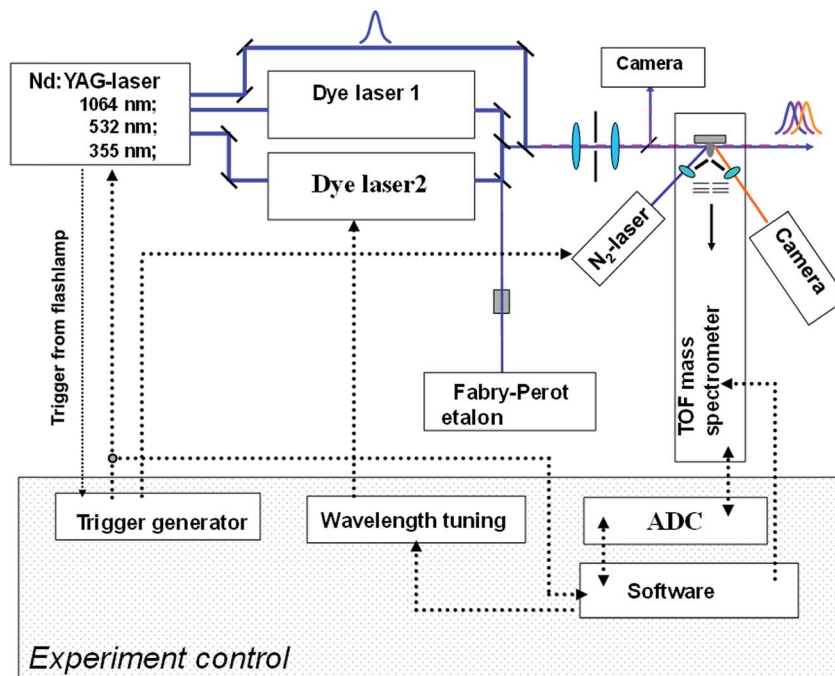 Nd:YAG-laser
1064 nm;
532 nm;
355 nm;
Dye laser 1
Dye laser2
Camera
N2-laser
Camera
Trigger from flashlamp
Fabry-Perot
etalon
TOF mass
spectrometer
Trigger generator
Wavelength tuning
ADC
Software
Experiment control